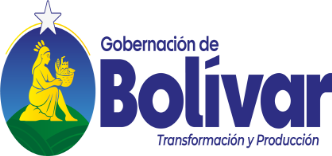 Gobernación de
Bolívar
Transformación y Producción